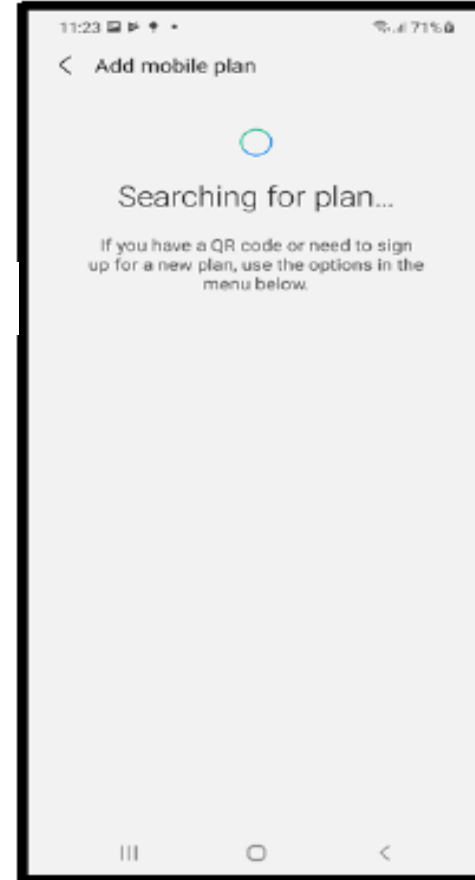 11:23
71%
Add mobile plan
Searching for plan...
If you have a QR code or need to sign
up for a new plan, use the options in the
menu below.